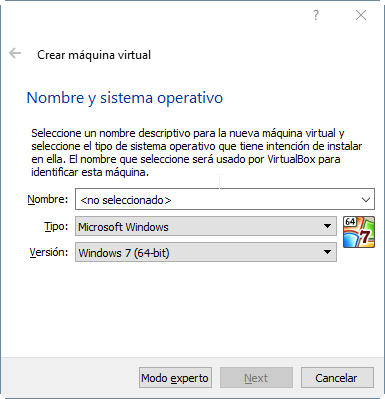 ?
Crear máquina virtual
Nombre y sistema operativo
Seleccione un nombre descriptivo para la nueva máquina virtual y
seleccione el tipo de sistema operativo que tiene intención de instalar
en ella. El nombre que seleccione será usado por VirtualBox para
identificar esta máquina.
Nombre: <no seleccionado>
Tipo: Microsoft Windows
64
7
Versión: Windows 7 (64-bit)
Modo experto Next Cancelar